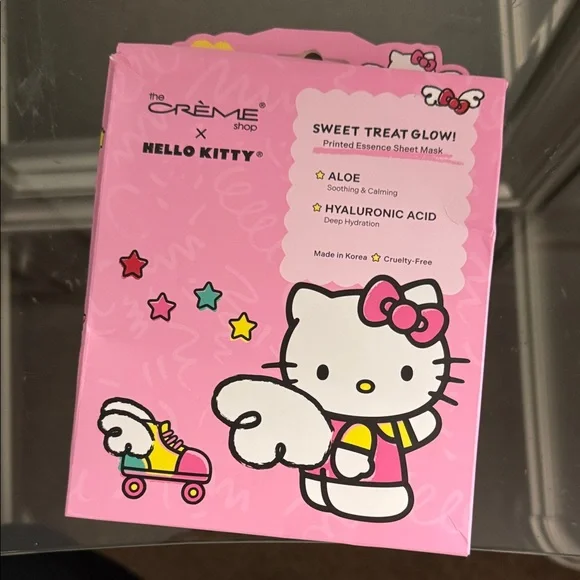 the
CRÈME®
shop
X
HELLO KITTY®
SWEET TREAT GLOW!
Printed Essence Sheet Mask
ALOE
Soothing & Calming
HYALURONIC ACID
Deep Hydration
Made in Korea Cruelty-Free